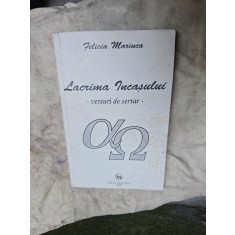 Felicia Marinca
Lacrima Incașului
- versuri de sertar -
αΩ